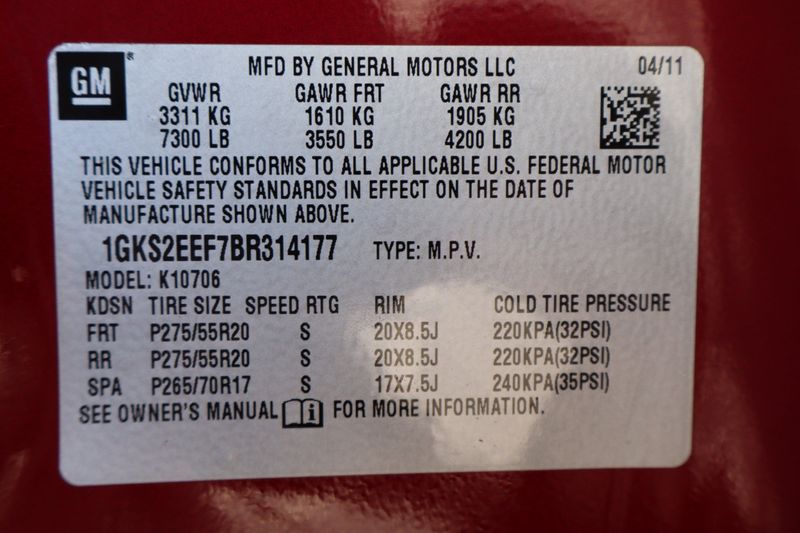 GM®
MFD BY GENERAL MOTORS LLC 04/11
GVWR GAWR FRT GAWR RR
3311 KG 1610 KG 1905 KG
7300 LB 3550 LB 4200 LB
THIS VEHICLE CONFORMS TO ALL APPLICABLE U.S. FEDERAL MOTOR
VEHICLE SAFETY STANDARDS IN EFFECT ON THE DATE OF
MANUFACTURE SHOWN ABOVE.
1GKS2EEF7BR314177 TYPE: M.P.V.
MODEL: K10706
KDSN TIRE SIZE SPEED RTG RIM COLD TIRE PRESSURE
FRT P275/55R20 S 20X8.5J 220KPA(32PSI)
RR P275/55R20 S 20X8.5J 220KPA(32PSI)
SPA P265/70R17 S 17X7.5J 240KPA(35PSI)
SEE OWNER'S MANUAL i FOR MORE INFORMATION.